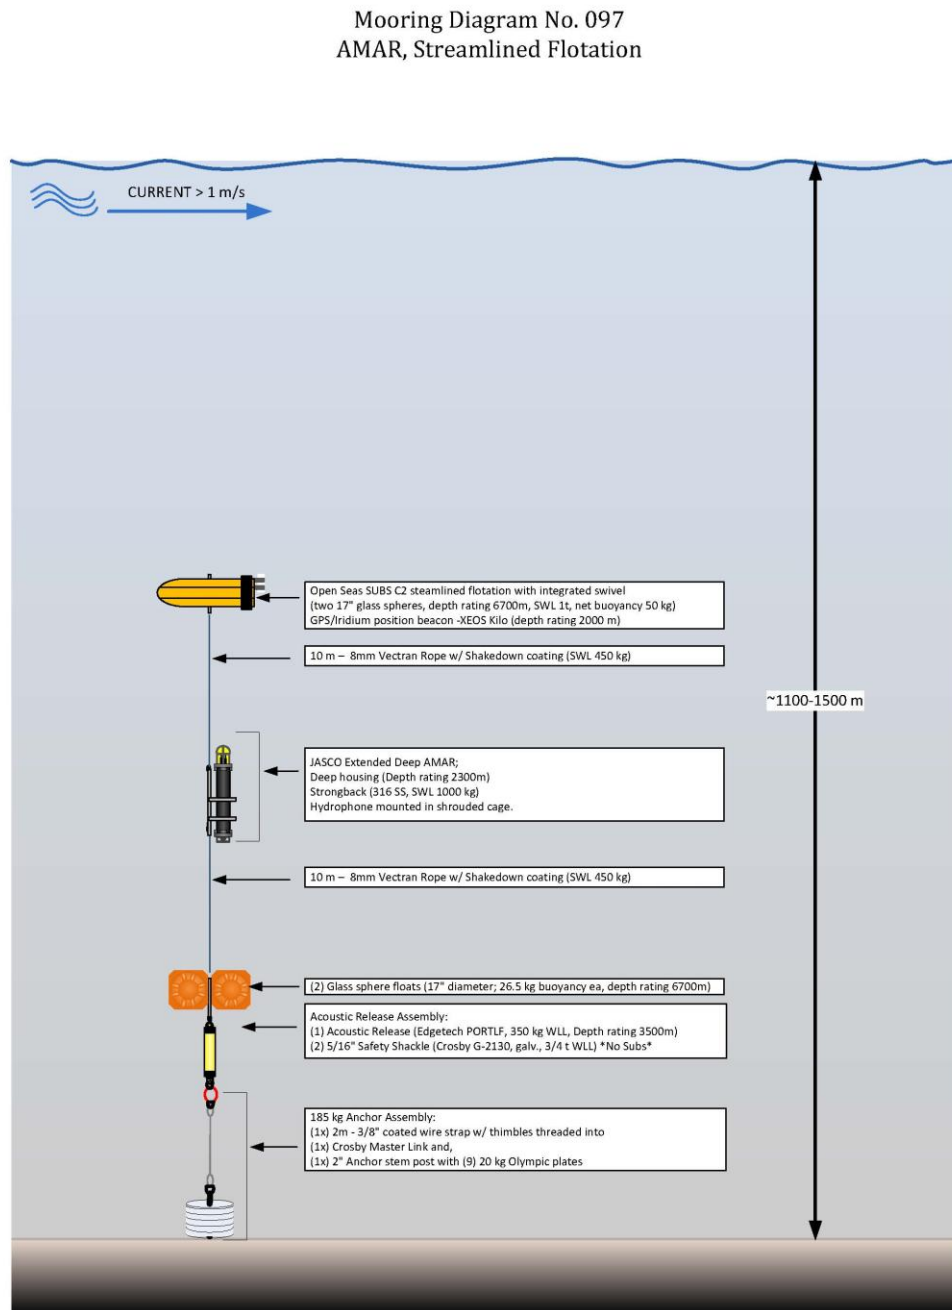 Mooring Diagram No. 097
AMAR, Streamlined Flotation
CURRENT > 1 m/s
Open Seas SUBS C2 steamlined flotation with integrated swivel
(two 17" glass spheres, depth rating 6700m, SWL 1t, net buoyancy 50 kg)
GPS/Iridium position beacon -XEOS Kilo (depth rating 2000 m)
10 m – 8mm Vectran Rope w/ Shakedown coating (SWL 450 kg)
~1100-1500 m
JASCO Extended Deep AMAR;
Deep housing (Depth rating 2300m)
Strongback (316 SS, SWL 1000 kg)
Hydrophone mounted in shrouded cage.
10 m – 8mm Vectran Rope w/ Shakedown coating (SWL 450 kg)
(2) Glass sphere floats (17" diameter; 26.5 kg buoyancy ea, depth rating 6700m)
Acoustic Release Assembly:
(1) Acoustic Release (Edgetech PORTLF, 350 kg WLL, Depth rating 3500m)
(2) 5/16" Safety Shackle (Crosby G-2130, galv., 3/4 t WLL) *No Subs*
185 kg Anchor Assembly:
(1x) 2m - 3/8" coated wire strap w/ thimbles threaded into
(1x) Crosby Master Link and,
(1x) 2" Anchor stem post with (9) 20 kg Olympic plates